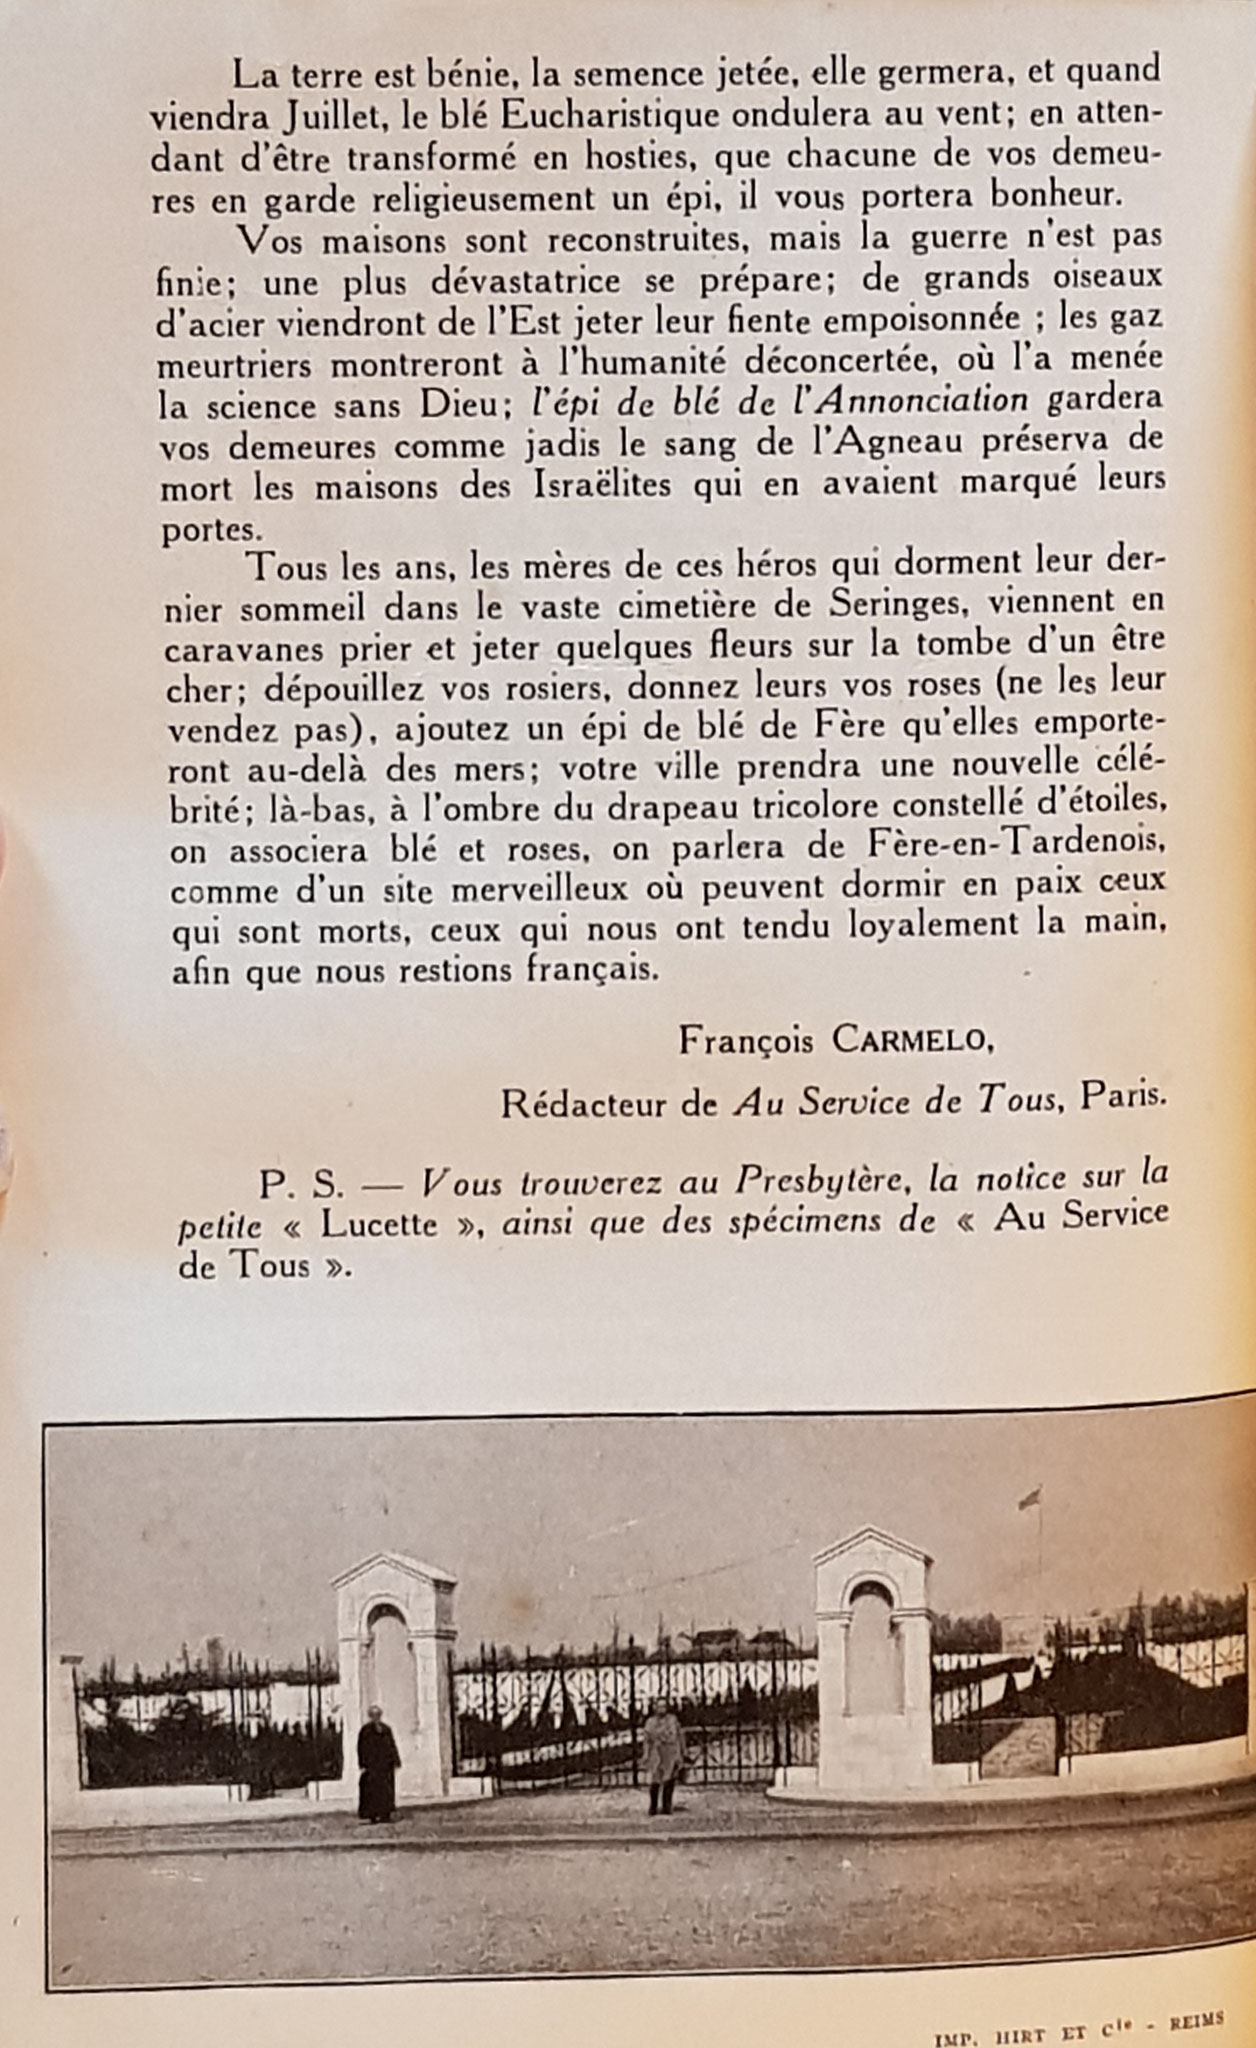 La terre est bénie, la semence jetée, elle germera, et quand
viendra Juillet, le blé Eucharistique ondulera au vent; en atten-
dant d'être transformé en hosties, que chacune de vos demeu-
res en garde religieusement un épi, il vous portera bonheur.
Vos maisons sont reconstruites, mais la guerre n'est pas
finie; une plus dévastatrice se prépare; de grands oiseaux
d'acier viendront de l'Est jeter leur fiente empoisonnée ; les gaz
meurtriers montreront à l'humanité déconcertée, où l'a menée
la science sans Dieu; l'épi de blé de l'Annonciation gardera
vos demeures comme jadis le sang de l'Agneau préserva de
mort les maisons des Israëlites qui en avaient marqué leurs
portes.
Tous les ans, les mères de ces héros qui dorment leur der-
nier sommeil dans le vaste cimetière de Seringes, viennent en
caravanes prier et jeter quelques fleurs sur la tombe d'un être
cher; dépouillez vos rosiers, donnez leurs vos roses (ne les leur
vendez pas), ajoutez un épi de blé de Fère qu'elles emporte-
ront au-delà des mers; votre ville prendra une nouvelle célé-
brité; là-bas, à l'ombre du drapeau tricolore constellé d'étoiles,
on associera blé et roses, on parlera de Fère-en-Tardenois,
comme d'un site merveilleux où peuvent dormir en paix ceux
qui sont morts, ceux qui nous ont tendu loyalement la main,
afin que nous restions français.
François CARMELO,
Rédacteur de Au Service de Tous, Paris.
P. S. — Vous trouverez au Presbytère, la notice sur la
petite « Lucette », ainsi que des spécimens de « Au Service
de Tous ».
IMP. HIRT ET Cie - REIMS